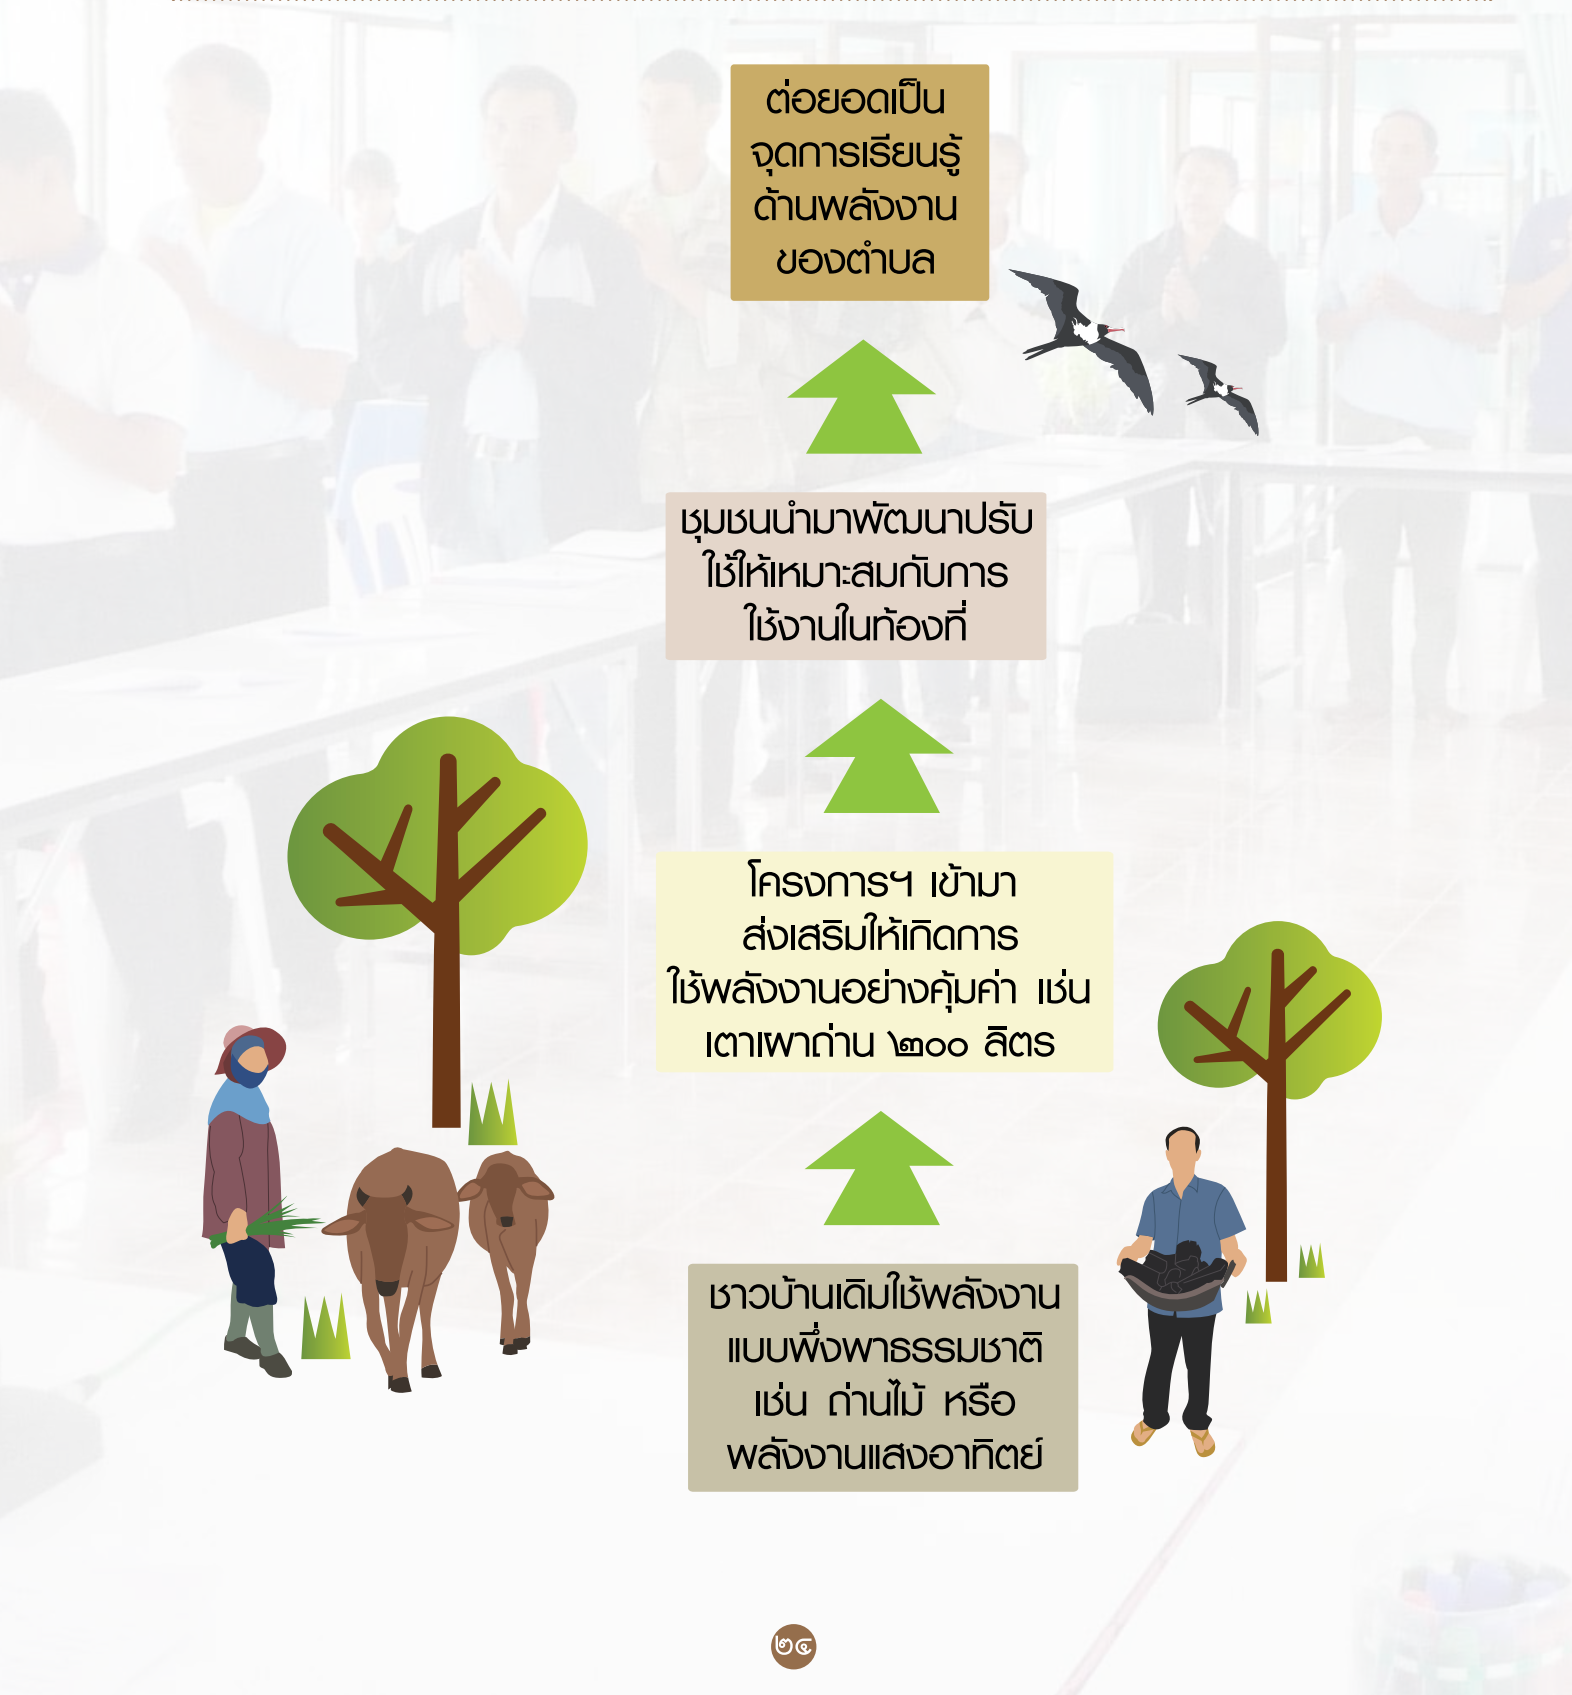 ต่อยอดเป็น
จุดการเรียนรู้
ด้านพลังงาน
ของตำบล
ชุมชนนำมาพัฒนาปรับ
ใช้ให้เหมาะสมกับการ
ใช้งานในท้องที่
โครงการฯ เข้ามา
ส่งเสริมให้เกิดการ
ใช้พลังงานอย่างคุ้มค่า เช่น
เตาเผาถ่าน ๒๐๐ ลิตร
ชาวบ้านเดิมใช้พลังงาน
แบบพึ่งพาธรรมชาติ
เช่น ถ่านไม้ หรือ
พลังงานแสงอาทิตย์
๒๔